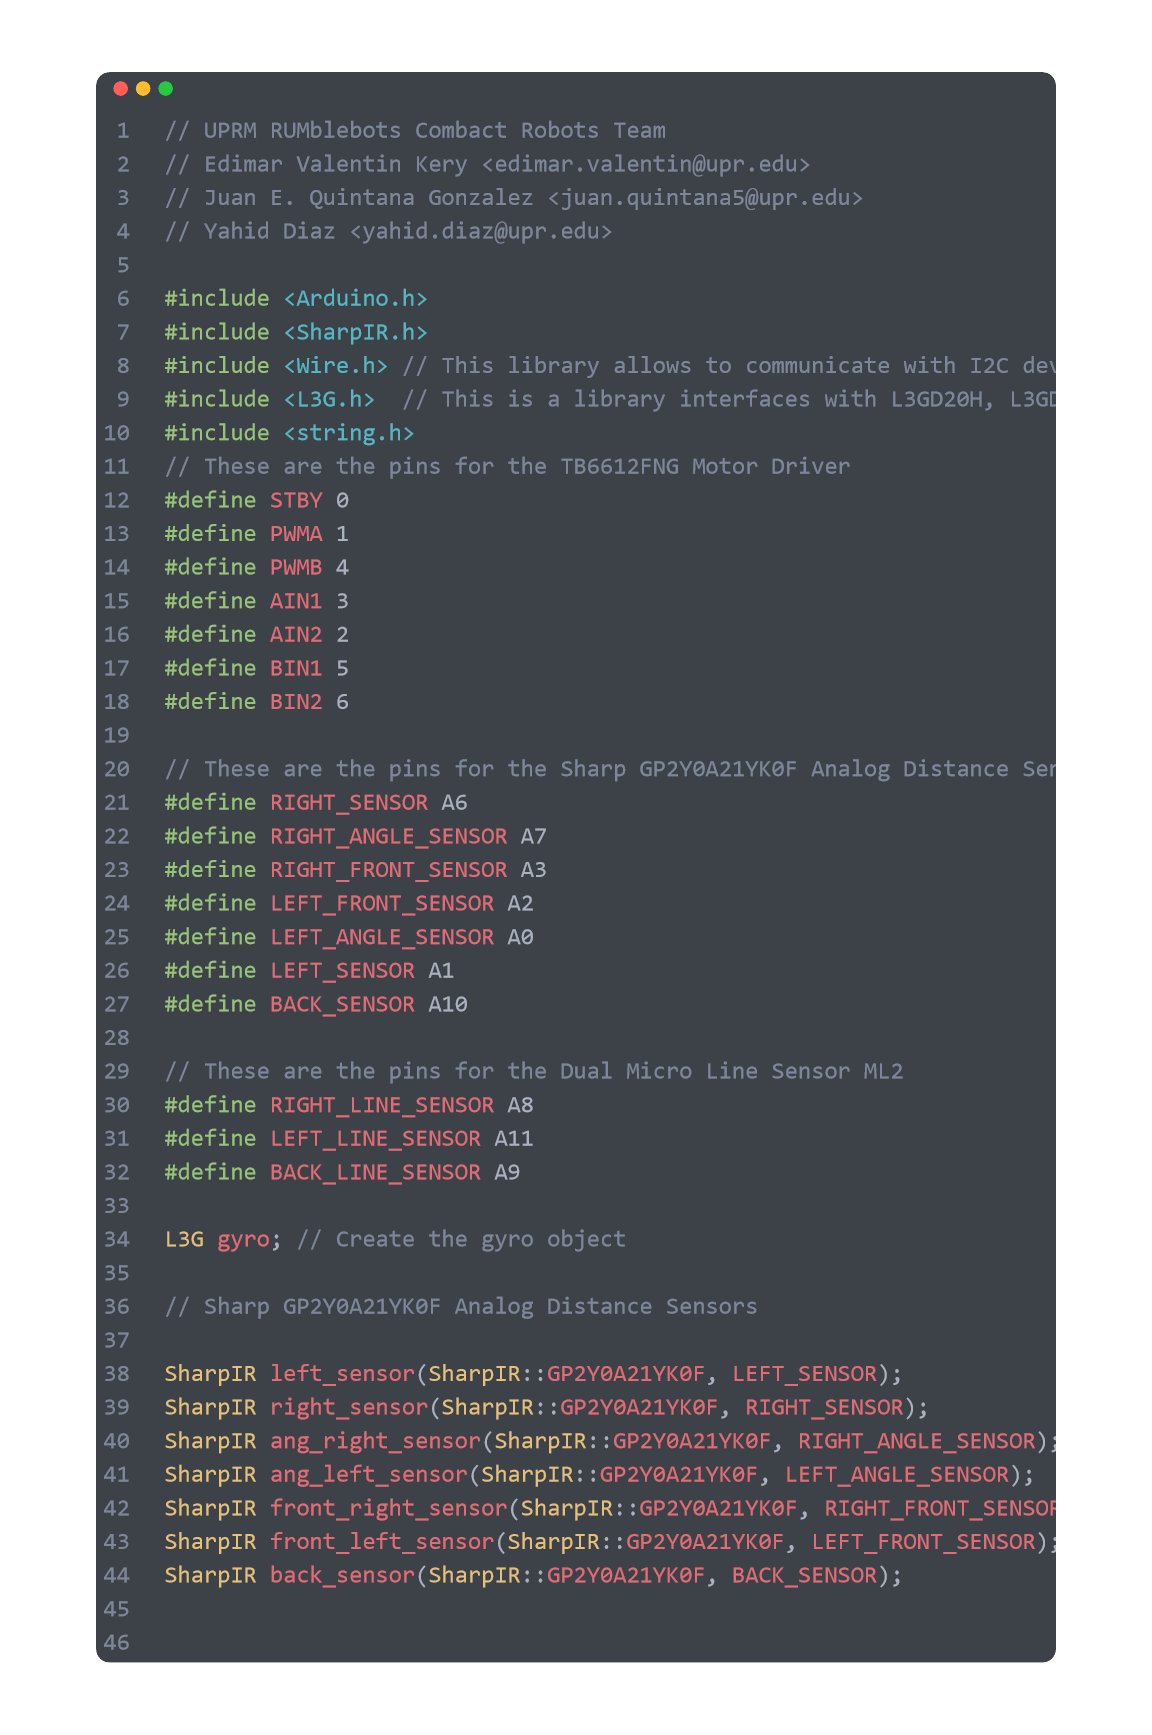 1 // UPRM RUMblebots Combact Robots Team
2 // Edimar Valentin Kery <edimar.valentin@upr.edu>
3 // Juan E. Quintana Gonzalez <juan.quintana5@upr.edu>
4 // Yahid Diaz <yahid.diaz@upr.edu>
5
6 #include <Arduino.h>
7 #include <SharpIR.h>
8 #include <Wire.h> // This library allows to communicate with I2C dev
9 #include <L3G.h>  // This is a library interfaces with L3GD20H, L3GD
10 #include <string.h>
11 // These are the pins for the TB6612FNG Motor Driver
12 #define STBY 0
13 #define PWMA 1
14 #define PWMB 4
15 #define AIN1 3
16 #define AIN2 2
17 #define BIN1 5
18 #define BIN2 6
19
20 // These are the pins for the Sharp GP2Y0A21YK0F Analog Distance Sen
21 #define RIGHT_SENSOR A6
22 #define RIGHT_ANGLE_SENSOR A7
23 #define RIGHT_FRONT_SENSOR A3
24 #define LEFT_FRONT_SENSOR A2
25 #define LEFT_ANGLE_SENSOR A0
26 #define LEFT_SENSOR A1
27 #define BACK_SENSOR A10
28
29 // These are the pins for the Dual Micro Line Sensor ML2
30 #define RIGHT_LINE_SENSOR A8
31 #define LEFT_LINE_SENSOR A11
32 #define BACK_LINE_SENSOR A9
33
34 L3G gyro; // Create the gyro object
35
36 // Sharp GP2Y0A21YK0F Analog Distance Sensors
37
38 SharpIR left_sensor(SharpIR::GP2Y0A21YK0F, LEFT_SENSOR);
39 SharpIR right_sensor(SharpIR::GP2Y0A21YK0F, RIGHT_SENSOR);
40 SharpIR ang_right_sensor(SharpIR::GP2Y0A21YK0F, RIGHT_ANGLE_SENSOR);
41 SharpIR ang_left_sensor(SharpIR::GP2Y0A21YK0F, LEFT_ANGLE_SENSOR);
42 SharpIR front_right_sensor(SharpIR::GP2Y0A21YK0F, RIGHT_FRONT_SENSOR
43 SharpIR front_left_sensor(SharpIR::GP2Y0A21YK0F, LEFT_FRONT_SENSOR);
44 SharpIR back_sensor(SharpIR::GP2Y0A21YK0F, BACK_SENSOR);
45
46